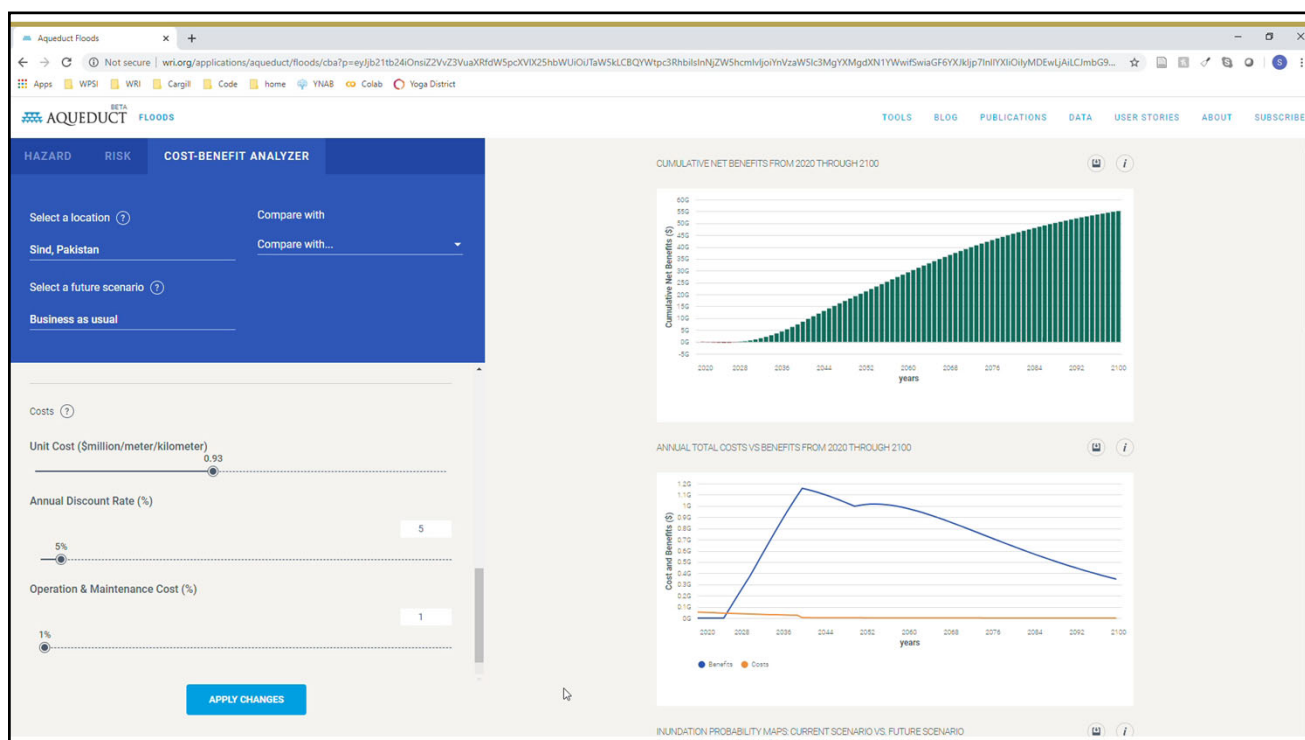 Aqueduct Floods
Not secure | wri.org/applications/aqueduct/floods/cba?p=
Apps WPSI WRI Cargill Code home YNAB Colab Yoga District
BETA
AQUEDUCT FLOODS
TOOLS BLOG PUBLICATIONS DATA USER STORIES ABOUT SUBSCRIBE
HAZARD RISK COST-BENEFIT ANALYZER
Select a location ?
Compare with
Sind, Pakistan
Compare with...
Select a future scenario ?
Business as usual
Costs ?
Unit Cost ($million/meter/kilometer)
0.93
Annual Discount Rate (%)
5
5%
Operation & Maintenance Cost (%)
1
1%
APPLY CHANGES
CUMULATIVE NET BENEFITS FROM 2020 THROUGH 2100
i
Cumulative Net Benefits ($)
60G
55G
50G
45G
40G
35G
30G
25G
20G
15G
10G
5G
0G
-5G
2020 2028 2036 2044 2052 2060 2068 2076 2084 2092 2100
years
ANNUAL TOTAL COSTS VS BENEFITS FROM 2020 THROUGH 2100
i
Cost and Benefits ($)
1.2G
1.1G
1G
0.9G
0.8G
0.7G
0.6G
0.5G
0.4G
0.3G
0.2G
0.1G
0G
2020 2028 2036 2044 2052 2060 2068 2076 2084 2092 2100
years
Benefits Costs
INUNDATION PROBABILITY MAPS: CURRENT SCENARIO VS. FUTURE SCENARIO
i